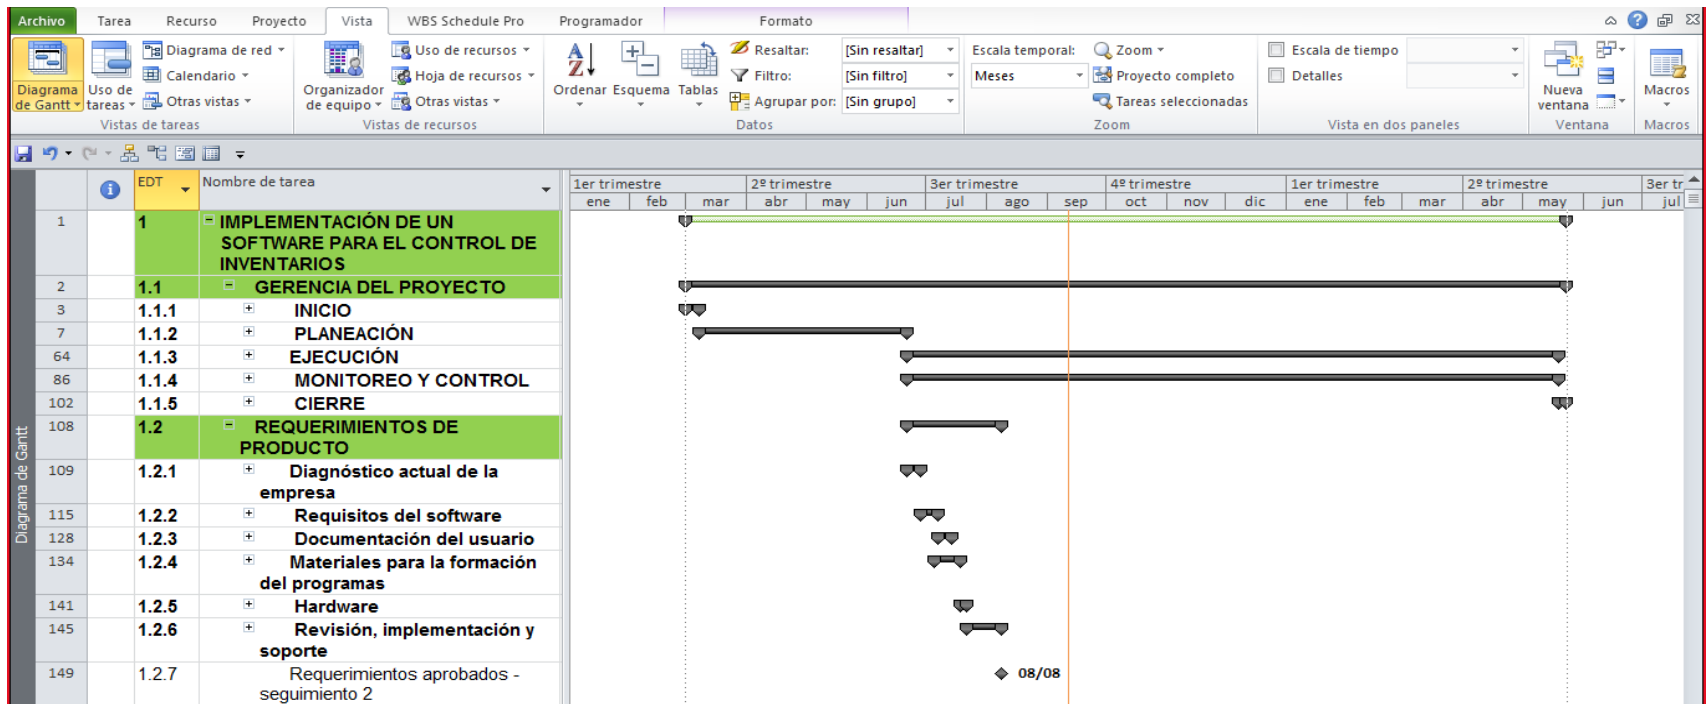 Archivo Tarea Recurso Proyecto Vista WBS Schedule Pro Programador Formato
Diagrama de Gantt
Uso de tareas
Diagrama de red
Calendario
Otras vistas
Vistas de tareas
Organizador de equipo
Uso de recursos
Hoja de recursos
Otras vistas
Vistas de recursos
Ordenar Esquema Tablas
Resaltar: [Sin resaltar]
Filtro: [Sin filtro]
Agrupar por: [Sin grupo]
Datos
Escala temporal:
Meses
Zoom
Proyecto completo
Tareas seleccionadas
Zoom
Escala de tiempo
Detalles
Vista en dos paneles
Nueva ventana
Ventana
Macros
Macros
EDT Nombre de tarea
1er trimestre 2º trimestre 3er trimestre 4º trimestre 1er trimestre 2º trimestre 3er tr
ene feb mar abr may jun jul ago sep oct nov dic ene feb mar abr may jun jul
1 1 IMPLEMENTACIÓN DE UN
SOFTWARE PARA EL CONTROL DE
INVENTARIOS
2 1.1 GERENCIA DEL PROYECTO
3 1.1.1 INICIO
7 1.1.2 PLANEACIÓN
64 1.1.3 EJECUCIÓN
86 1.1.4 MONITOREO Y CONTROL
102 1.1.5 CIERRE
108 1.2 REQUERIMIENTOS DE
PRODUCTO
109 1.2.1 Diagnóstico actual de la
empresa
115 1.2.2 Requisitos del software
128 1.2.3 Documentación del usuario
134 1.2.4 Materiales para la formación
del programas
141 1.2.5 Hardware
145 1.2.6 Revisión, implementación y
soporte
149 1.2.7 Requerimientos aprobados -
seguimiento 2
08/08
Diagrama de Gantt